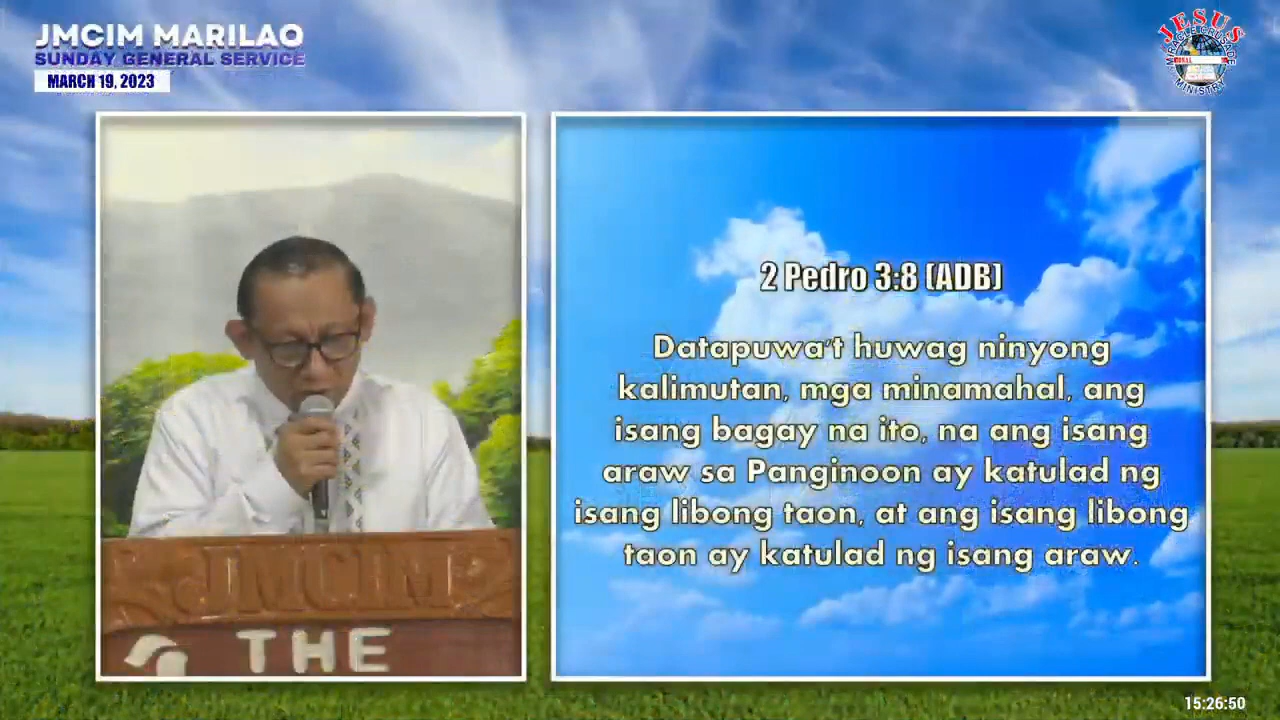 JMCIM MARILAO
SUNDAY GENERAL SERVICE
MARCH 19, 2023
JESUS
MIRACLE CRUSADE
MINISTRY
2 Pedro 3:8 (ADB)
Datapuwa't huwag ninyong
kalimutan, mga minamahal, ang
isang bagay na ito, na ang isang
araw sa Panginoon ay katulad ng
isang libong taon, at ang isang libong
taon ay katulad ng isang araw.
JMCIM
THE
15:26:50